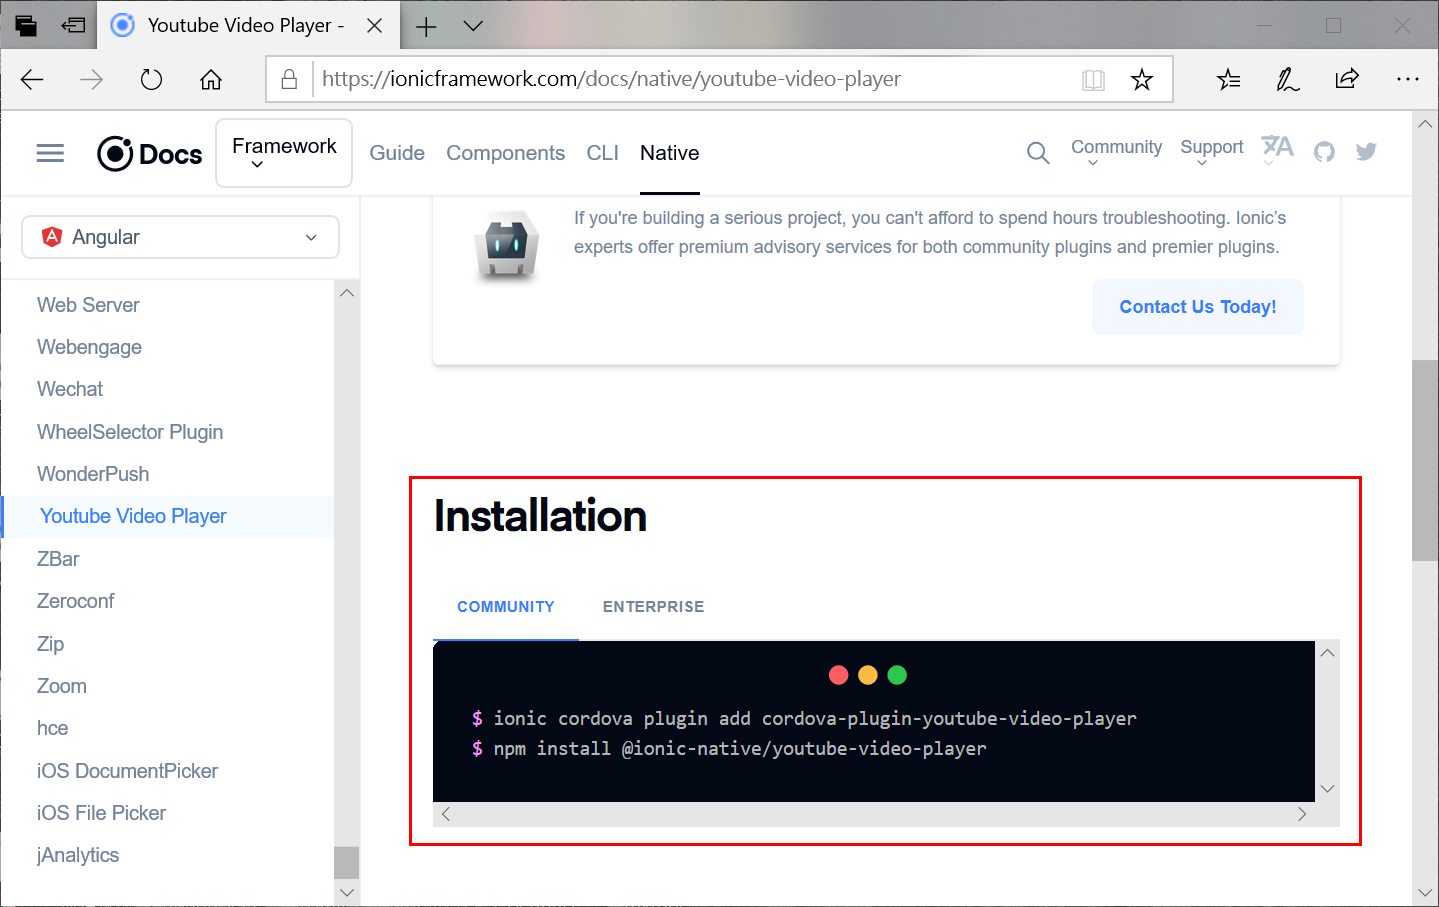 Youtube Video Player -
https://ionicframework.com/docs/native/youtube-video-player
Docs
Framework
Guide
Components
CLI
Native
Community
Support
Angular
Web Server
Webengage
Wechat
WheelSelector Plugin
WonderPush
Youtube Video Player
ZBar
Zeroconf
Zip
Zoom
hce
iOS DocumentPicker
iOS File Picker
jAnalytics
If you're building a serious project, you can't afford to spend hours troubleshooting. Ionic’s
experts offer premium advisory services for both community plugins and premier plugins.
Contact Us Today!
Installation
COMMUNITY
ENTERPRISE
$ ionic cordova plugin add cordova-plugin-youtube-video-player
$ npm install @ionic-native/youtube-video-player